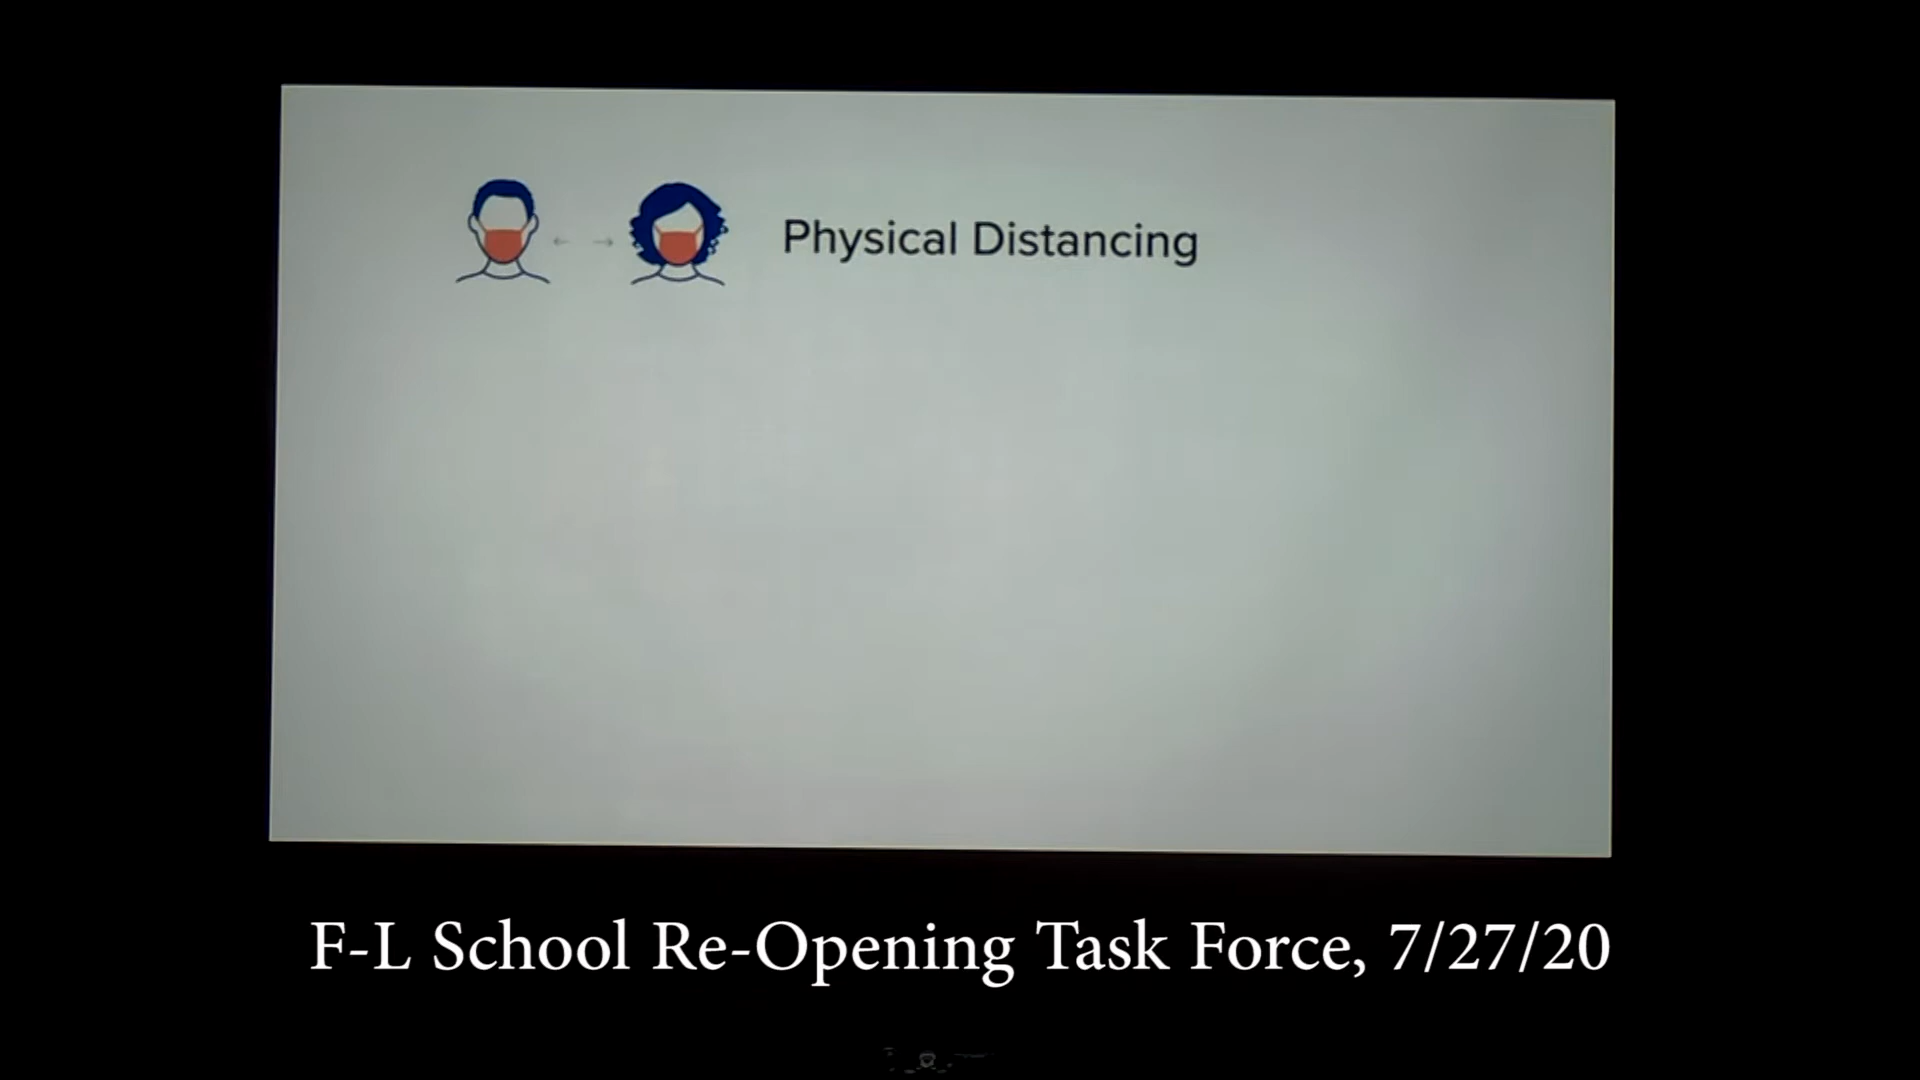 Physical Distancing
F-L School Re-Opening Task Force, 7/27/20